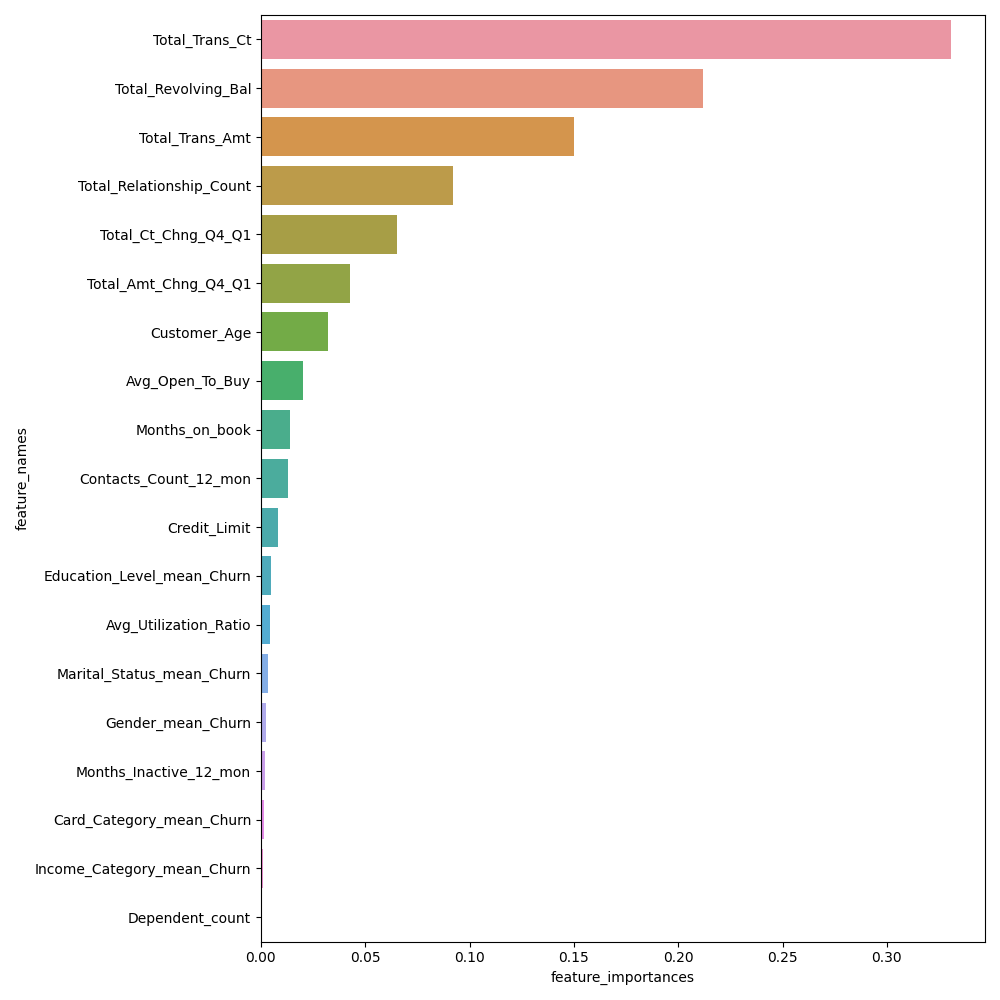 Total_Trans_Ct
Total_Revolving_Bal
Total_Trans_Amt
Total_Relationship_Count
Total_Ct_Chng_Q4_Q1
Total_Amt_Chng_Q4_Q1
Customer_Age
Avg_Open_To_Buy
Months_on_book
Contacts_Count_12_mon
Credit_Limit
Education_Level_mean_Churn
Avg_Utilization_Ratio
Marital_Status_mean_Churn
Gender_mean_Churn
Months_Inactive_12_mon
Card_Category_mean_Churn
Income_Category_mean_Churn
Dependent_count
feature_names
0.00 0.05 0.10 0.15 0.20 0.25 0.30
feature_importances